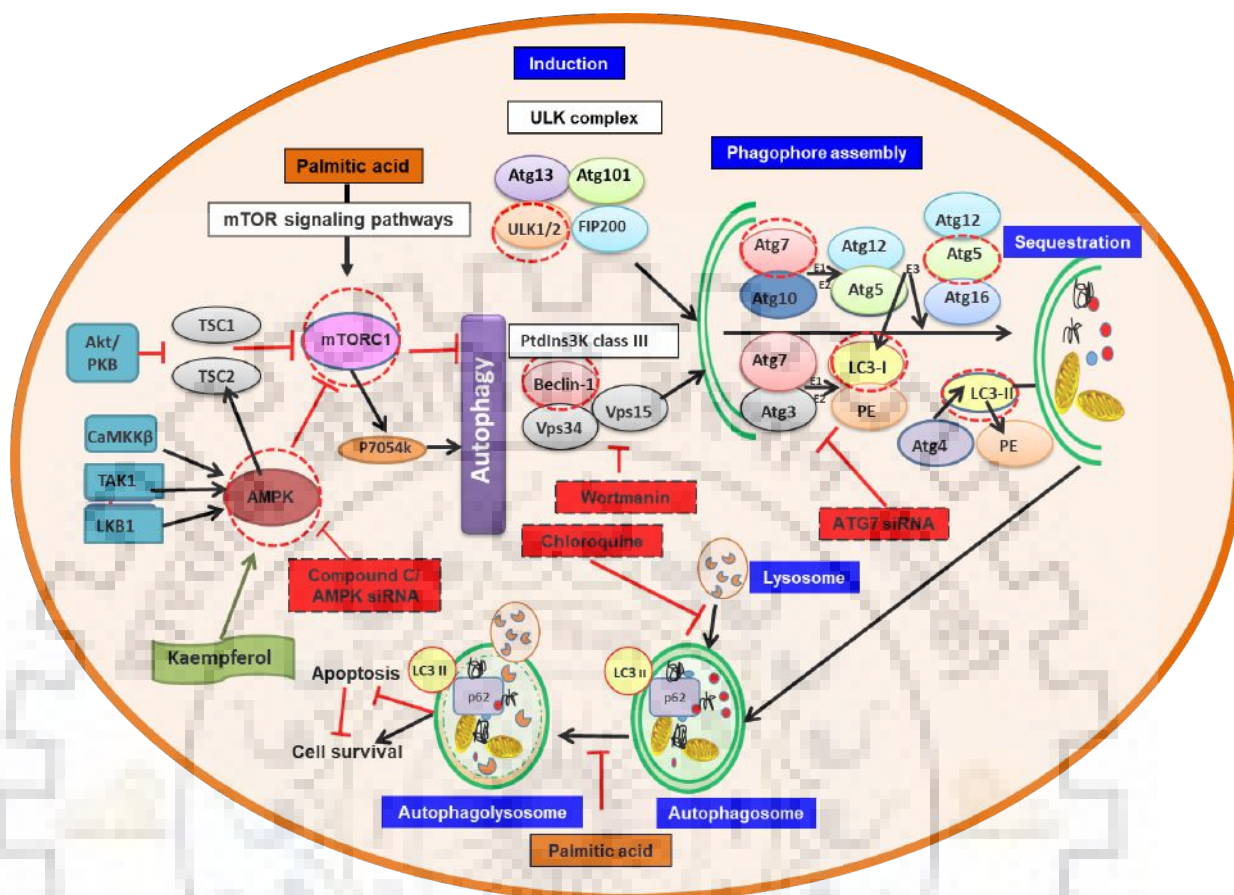 Induction
ULK complex
Atg13
Atg101
ULK1/2
FIP200
Palmitic acid
mTOR signaling pathways
Phagophore assembly
Sequestration
Atg7
Atg10
E1
E2
Atg12
Atg5
E3
Atg12
Atg5
Atg16
Akt/
PKB
TSC1
TSC2
mTORC1
P7054k
Autophagy
PtdIns3K class III
Beclin-1
Vps34
Vps15
Atg7
Atg3
E1
E2
LC3-I
PE
Atg4
LC3-II
PE
CaMKKβ
TAK1
LKB1
AMPK
Compound C/
AMPK siRNA
Kaempferol
Wortmanin
Chloroquine
ATG7 siRNA
Lysosome
Apoptosis
Cell survival
LC3 II
p62
LC3 II
p62
Autophagolysosome
Autophagosome
Palmitic acid